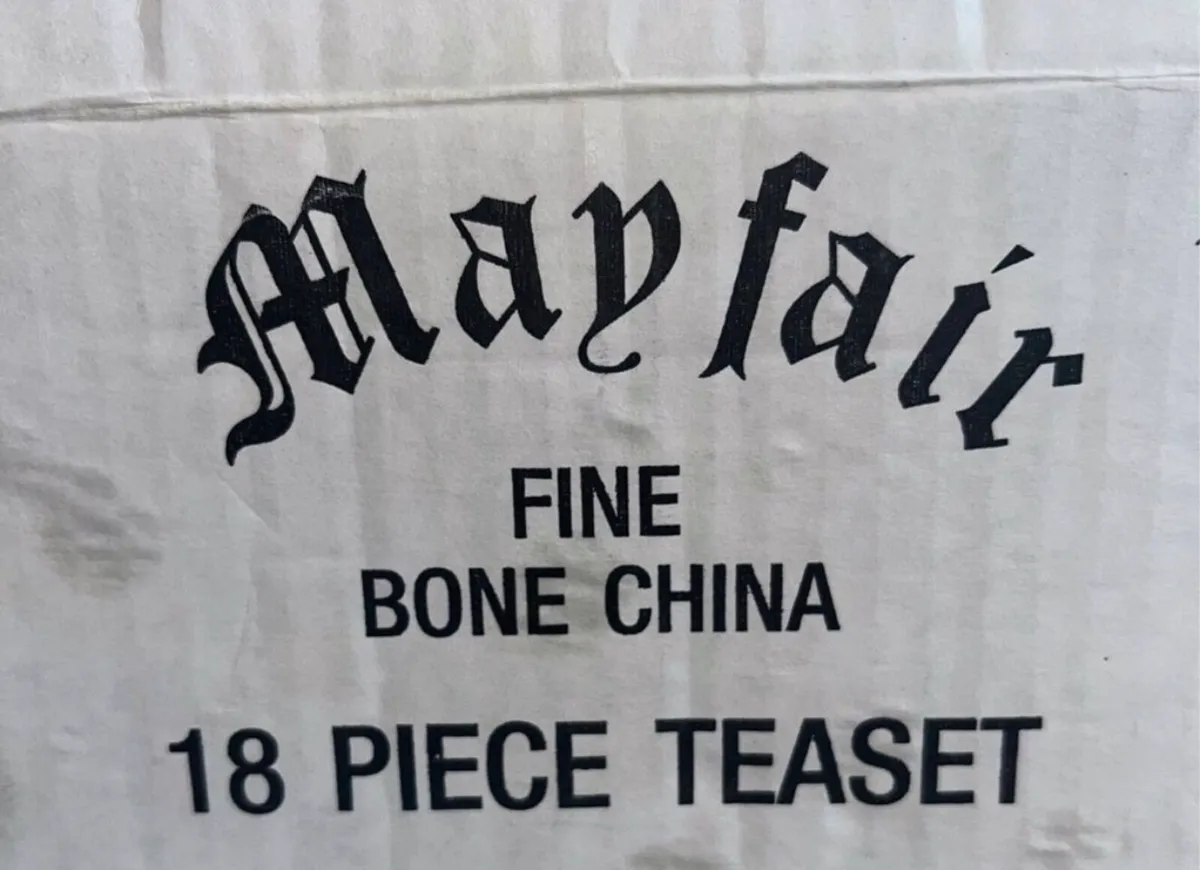 Mayfair
FINE
BONE CHINA
18 PIECE TEASET